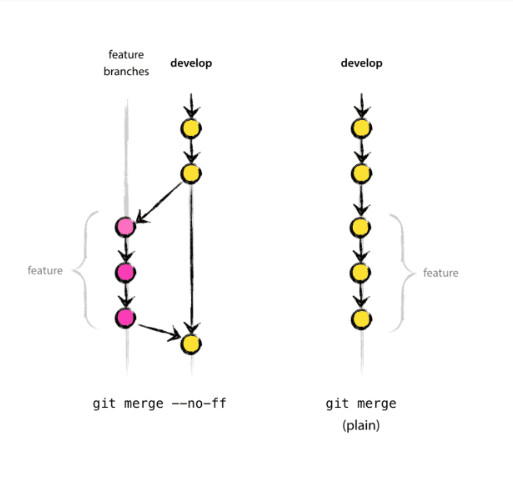 feature
branches
develop
develop
feature
feature
git merge --no-ff
git merge
(plain)